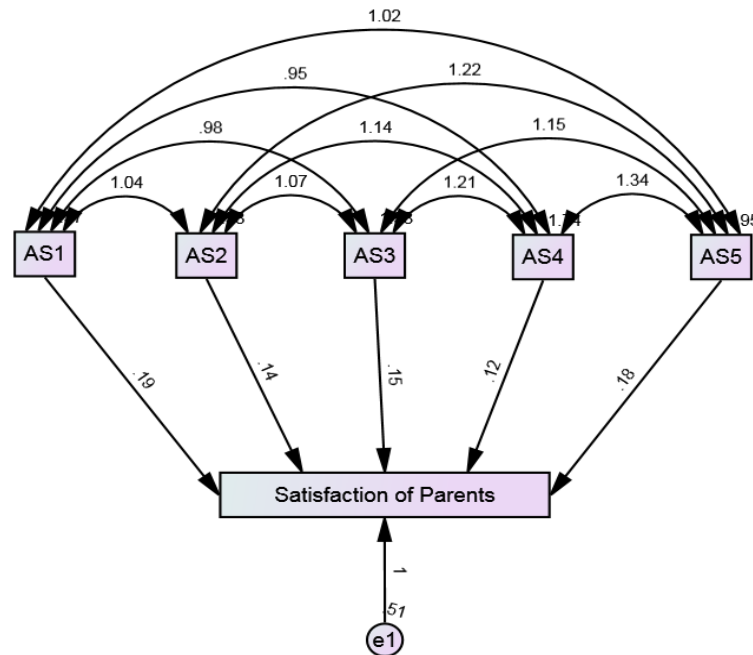 1.02
.95
1.22
.98
1.14
1.15
1.04
1.07
1.21
1.34
AS1
AS2
AS3
AS4
AS5
.19
.14
.15
.12
.18
Satisfaction of Parents
1
.51
e1